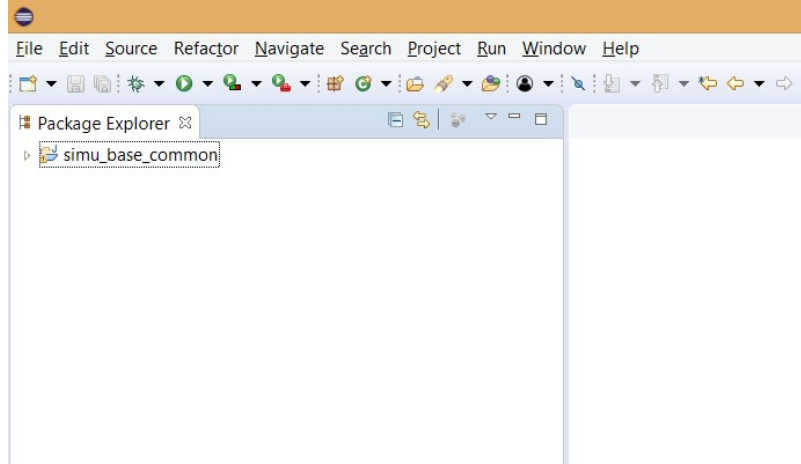 File Edit Source Refactor Navigate Search Project Run Window Help
Package Explorer
simu_base_common